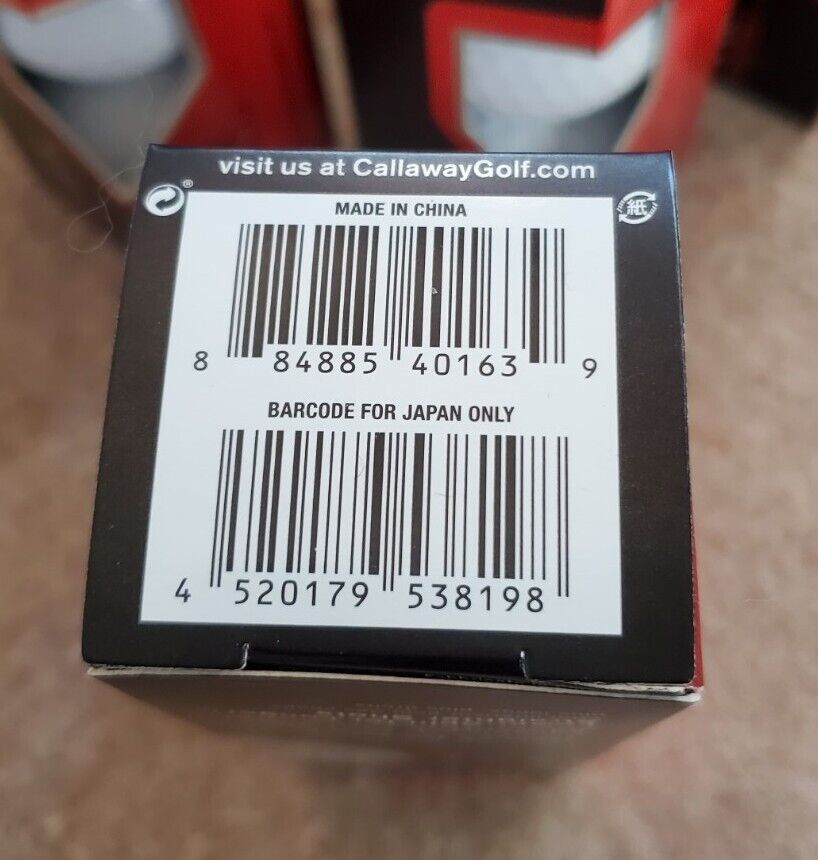 visit us at CallawayGolf.com
®
紙
MADE IN CHINA
8 84885 40163 9
BARCODE FOR JAPAN ONLY
4 520179 538198